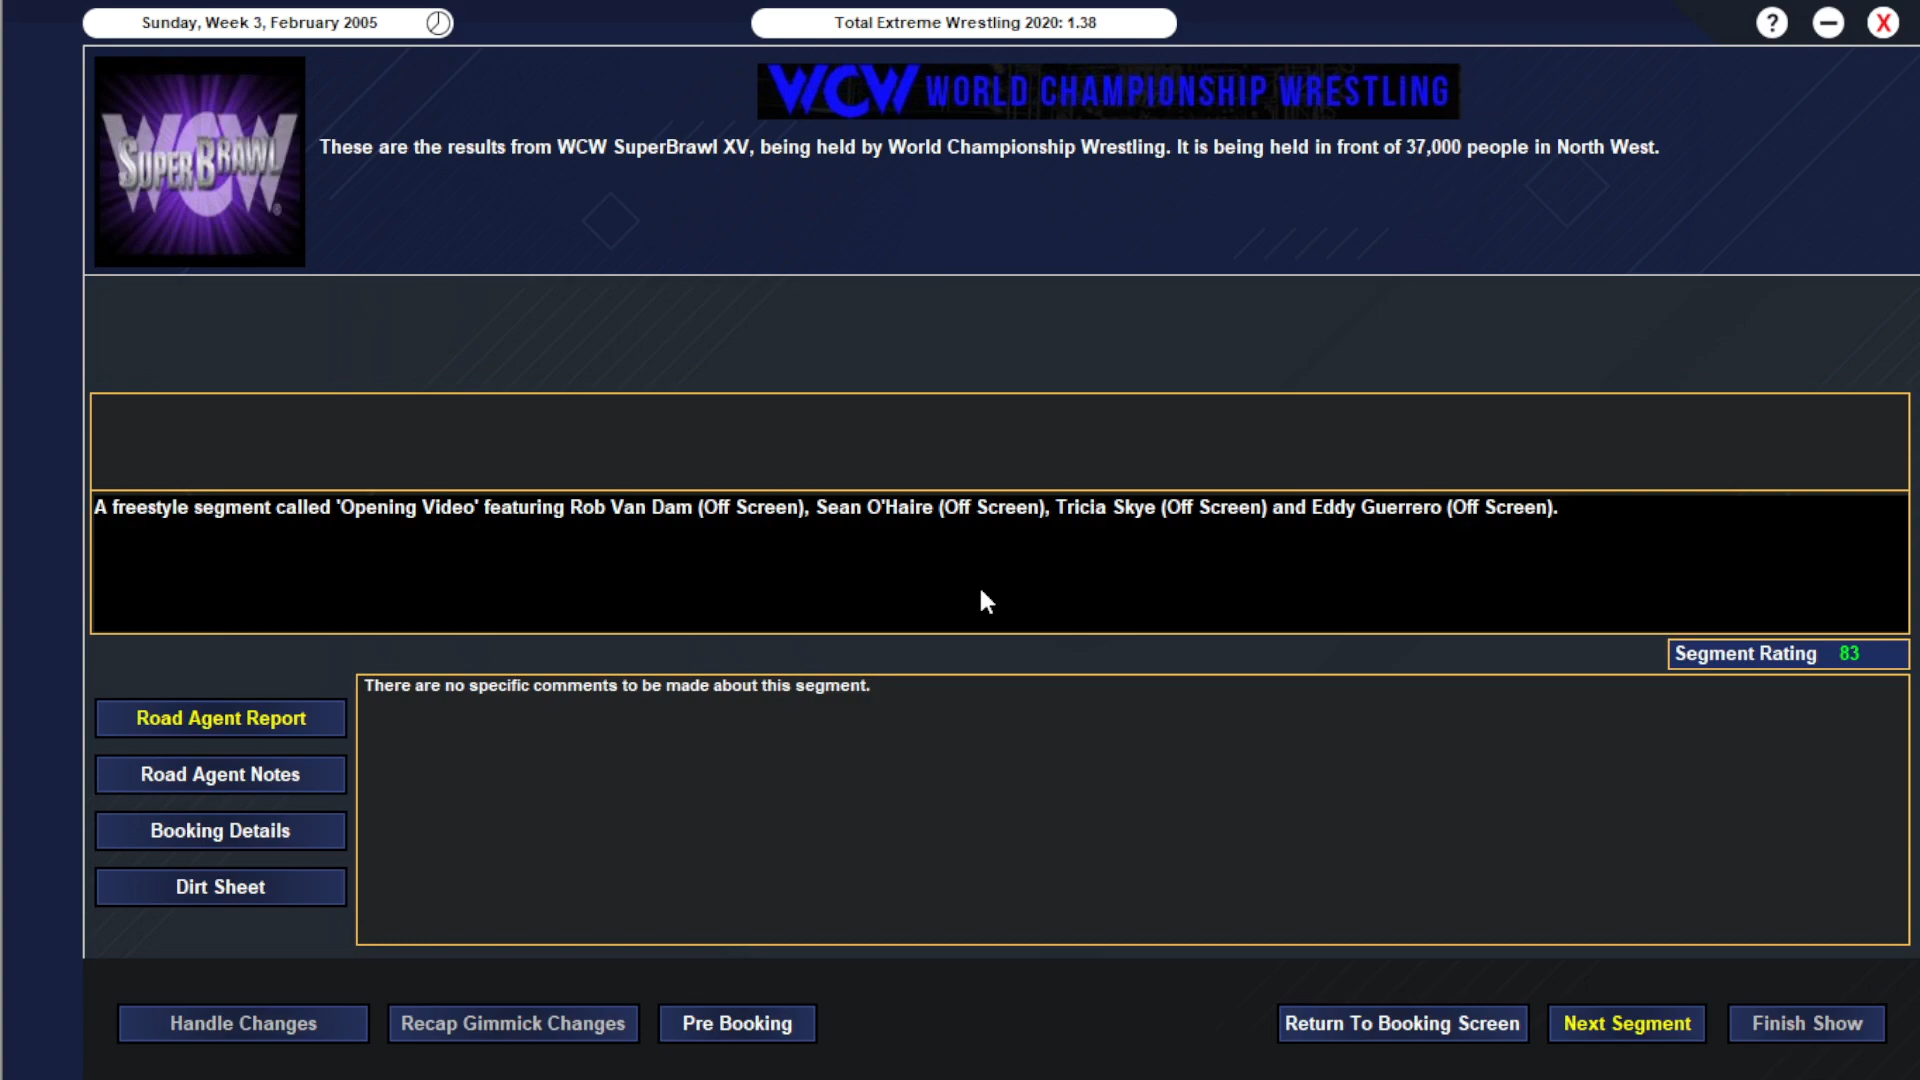 Sunday, Week 3, February 2005
Total Extreme Wrestling 2020: 1.38
?
X
WCW WORLD CHAMPIONSHIP WRESTLING
WCW
SUPERBRAWL
®
These are the results from WCW SuperBrawl XV, being held by World Championship Wrestling. It is being held in front of 37,000 people in North West.
A freestyle segment called 'Opening Video' featuring Rob Van Dam (Off Screen), Sean O'Haire (Off Screen), Tricia Skye (Off Screen) and Eddy Guerrero (Off Screen).
Segment Rating 83
There are no specific comments to be made about this segment.
Road Agent Report
Road Agent Notes
Booking Details
Dirt Sheet
Handle Changes
Recap Gimmick Changes
Pre Booking
Return To Booking Screen
Next Segment
Finish Show